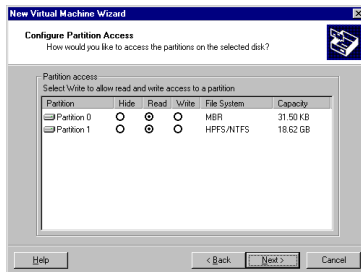 New Virtual Machine Wizard
Configure Partition Access
How would you like to access the partitions on the selected disk?
Partition access
Select Write to allow read and write access to a partition
Partition Hide Read Write File System Capacity
Partition 0 MBR 31.50 KB
Partition 1 HPFS/NTFS 18.62 GB
Help < Back Next > Cancel